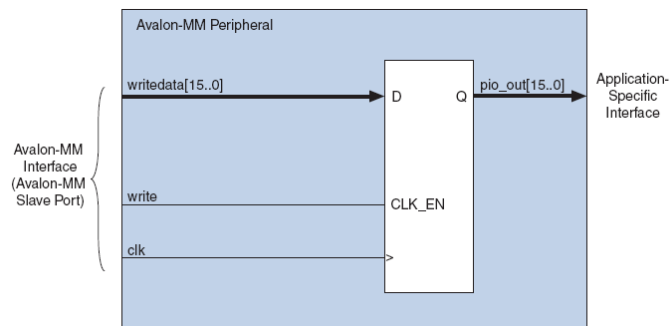 Avalon-MM Peripheral
writedata[15..0]
D
Q
pio_out[15..0]
Application-
Specific
Interface
Avalon-MM
Interface
(Avalon-MM
Slave Port)
write
CLK_EN
clk
>